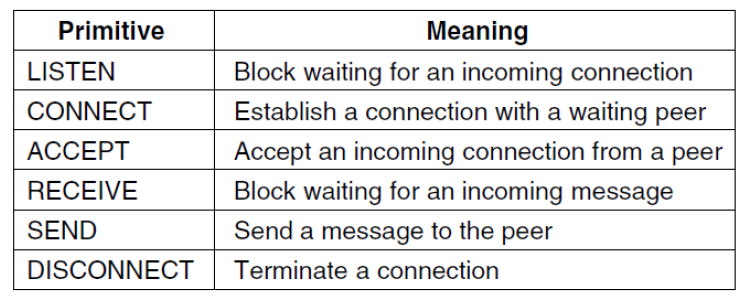 Primitive Meaning
LISTEN Block waiting for an incoming connection
CONNECT Establish a connection with a waiting peer
ACCEPT Accept an incoming connection from a peer
RECEIVE Block waiting for an incoming message
SEND Send a message to the peer
DISCONNECT Terminate a connection